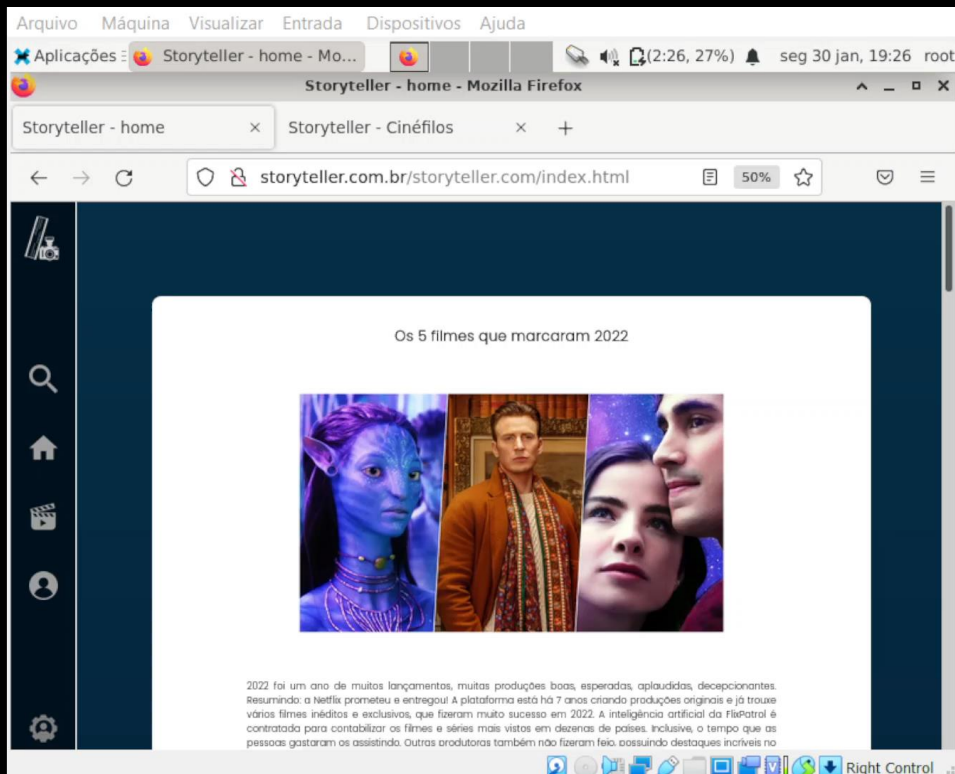 Arquivo Máquina Visualizar Entrada Dispositivos Ajuda
Aplicações Storyteller - home - Mo... (2:26, 27%) seg 30 jan, 19:26 root
Storyteller - home - Mozilla Firefox
Storyteller - home Storyteller - Cinéfilos
storyteller.com.br/storyteller.com/index.html 50%
Os 5 filmes que marcaram 2022
2022 foi um ano de muitos lançamentos, muitas produções boas, esperadas, aplaudidas, decepcionantes.
Resumindo: a Netflix prometeu e entregou! A plataforma está há 7 anos criando produções originais e já trouxe
vários filmes inéditos e exclusivos, que fizeram muito sucesso em 2022. A inteligência artificial da FlixPatrol é
contratada para contabilizar os filmes e séries mais vistos em dezenas de países. Inclusive, o tempo que as
pessoas gastaram os assistindo. Outras produtoras também não fizeram feio, possuindo destaques incríveis no
Right Control